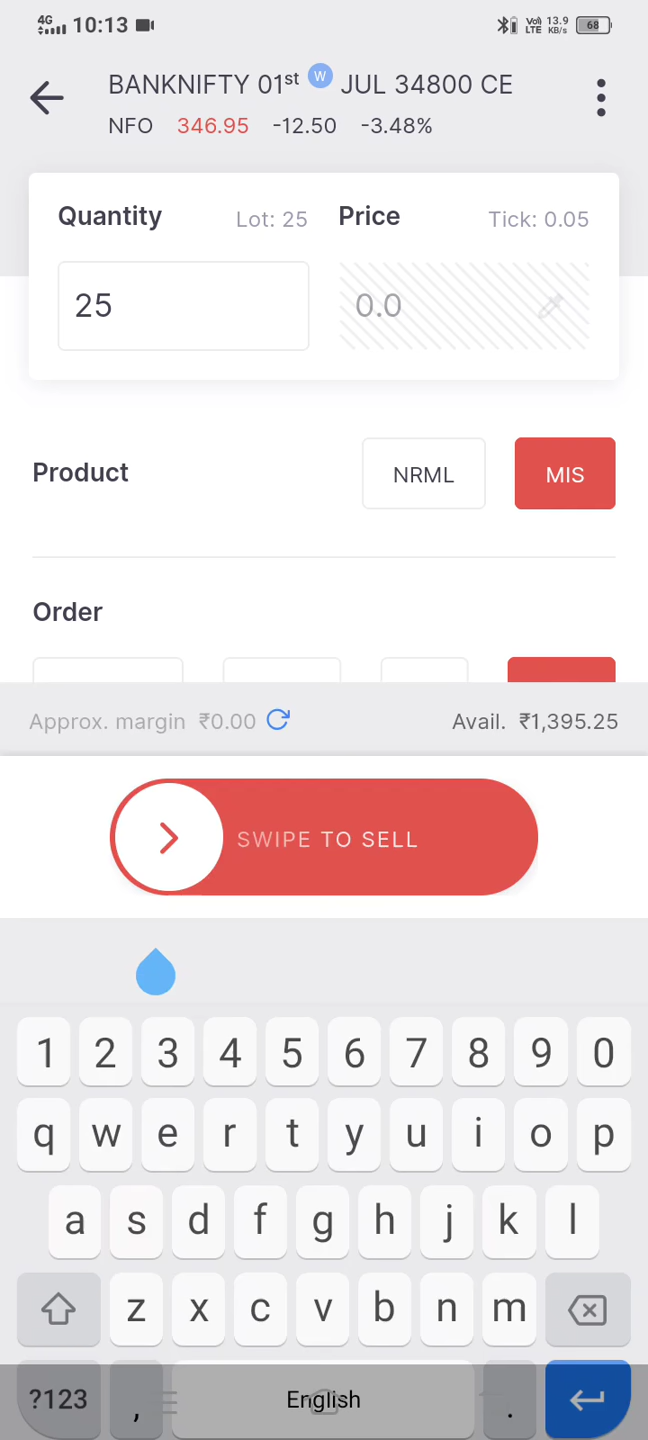 4G 10:13 Vo) LTE 13.9 KB/s 68
BANKNIFTY 01st W JUL 34800 CE
NFO 346.95 -12.50 -3.48%
Quantity Lot: 25 Price Tick: 0.05
25 0.0
Product NRML MIS
Order
Approx. margin ₹0.00 Avail. ₹1,395.25
SWIPE TO SELL
1 2 3 4 5 6 7 8 9 0
q w e r t y u i o p
a s d f g h j k l
z x c v b n m
?123 , English .